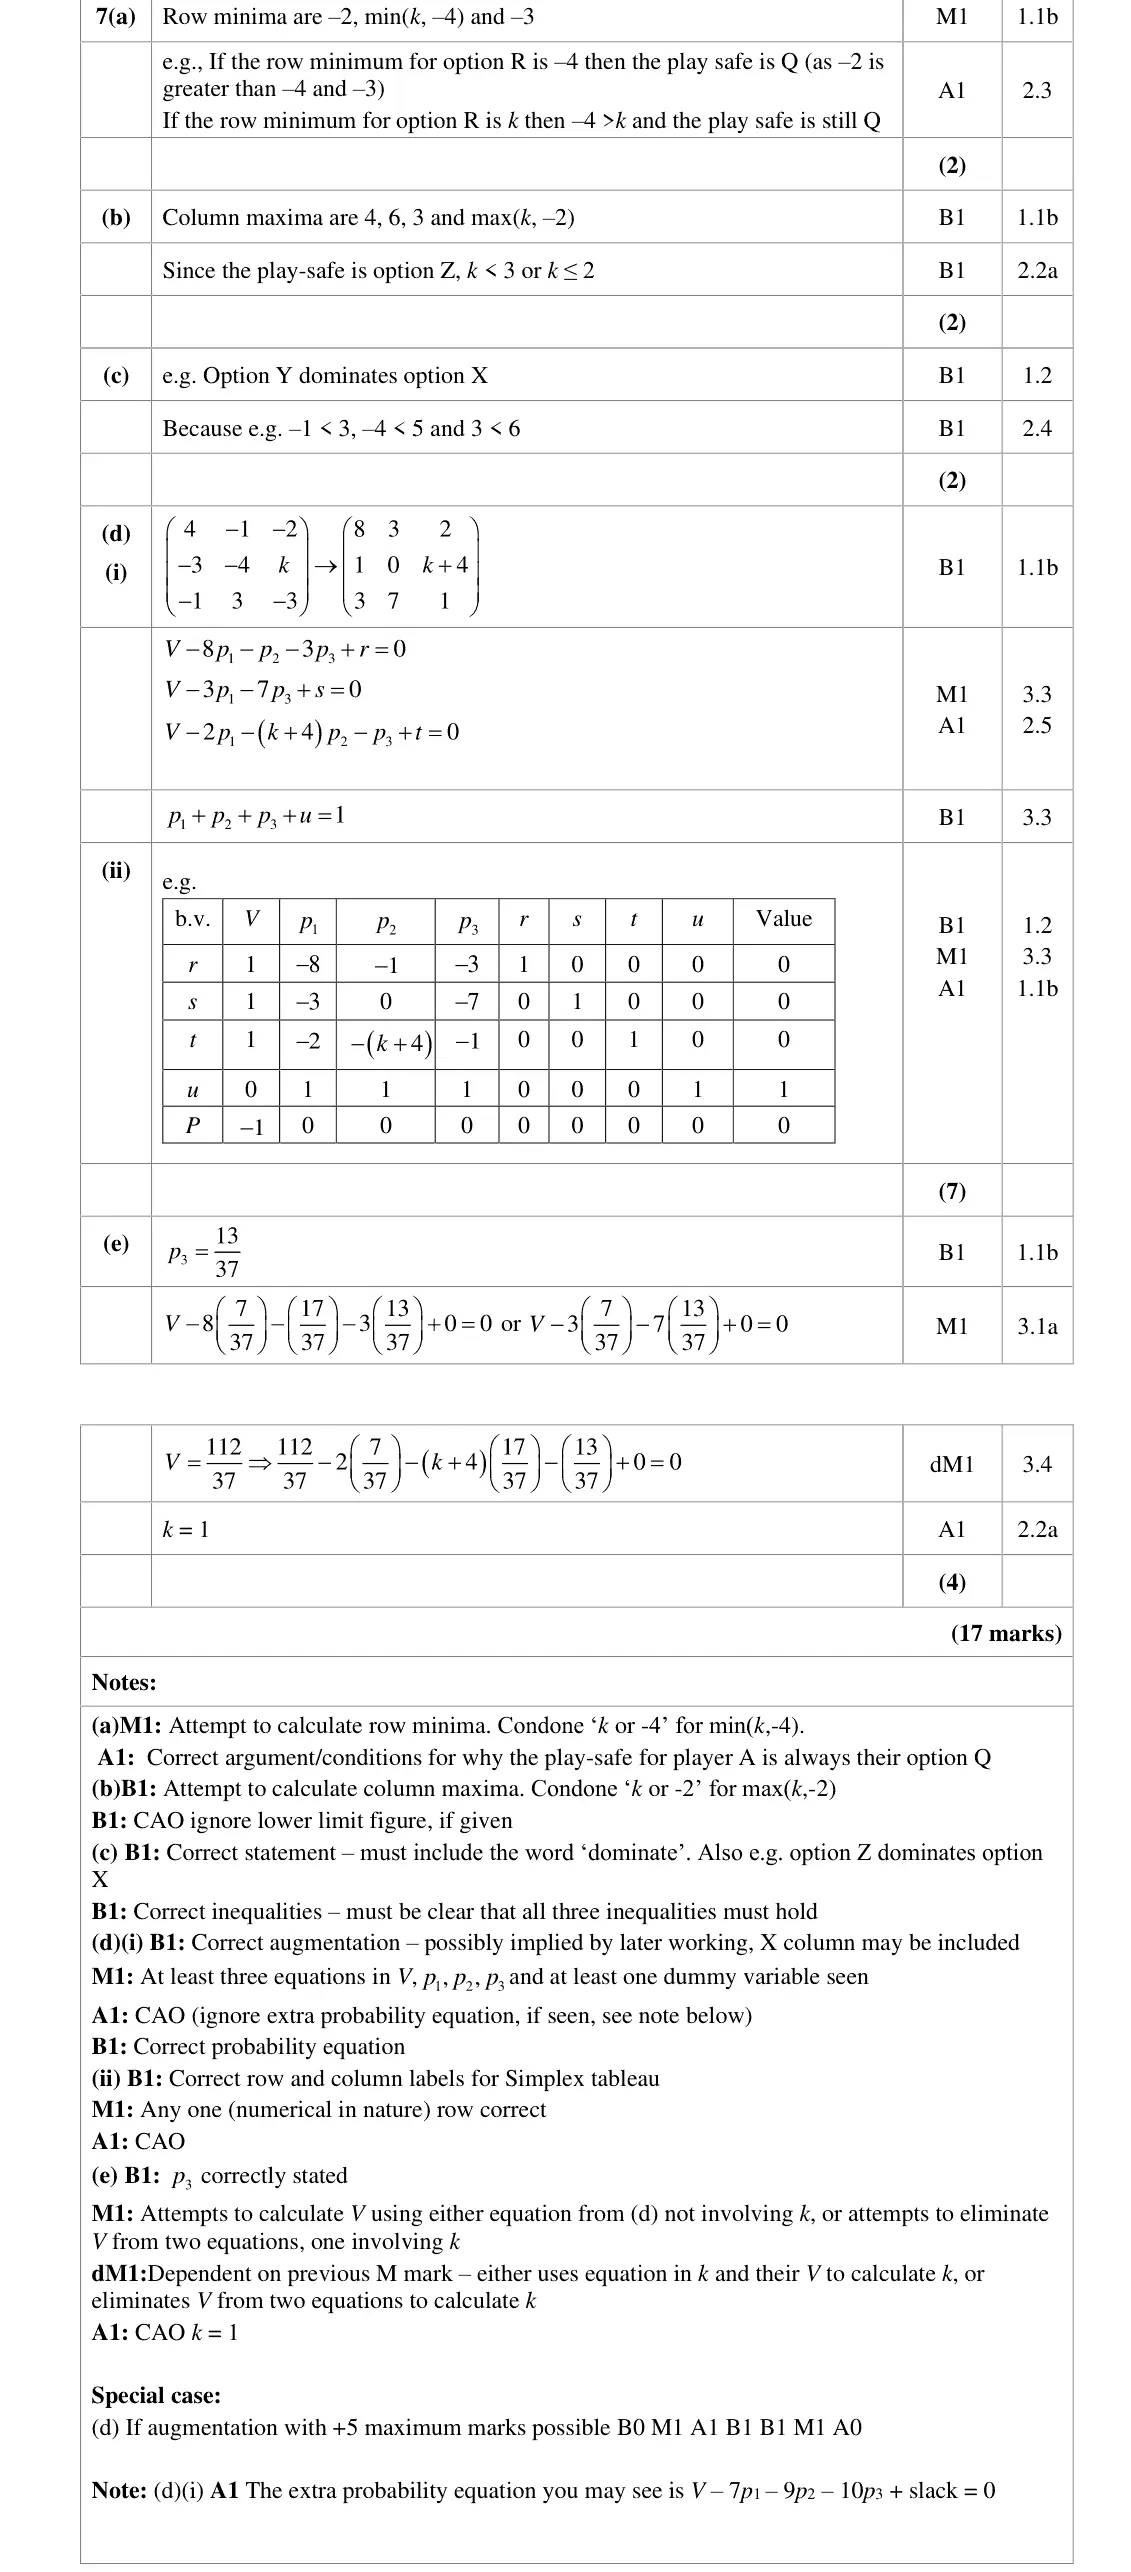 7(a) Row minima are –2, min(k, –4) and –3 M1 1.1b
e.g., If the row minimum for option R is –4 then the play safe is Q (as –2 is
greater than –4 and –3)
If the row minimum for option R is k then –4 >k and the play safe is still Q
A1 2.3
(2)
(b) Column maxima are 4, 6, 3 and max(k, –2) B1 1.1b
Since the play-safe is option Z, k < 3 or k ≤ 2 B1 2.2a
(2)
(c) e.g. Option Y dominates option X B1 1.2
Because e.g. –1 < 3, –4 < 5 and 3 < 6 B1 2.4
(2)
(d)
(i)
( 4 −1 −2 ) ( 8 3 2 )
( −3 −4 k ) → ( 1 0 k + 4 ) B1 1.1b
( −1 3 −3 ) ( 3 7 1 )
V − 8p₁ − p₂ − 3p₃ + r = 0
V − 3p₁ − 7p₃ + s = 0 M1 3.3
V − 2p₁ − (k + 4) p₂ − p₃ + t = 0 A1 2.5
p₁ + p₂ + p₃ + u = 1 B1 3.3
(ii)
e.g.
b.v. V p₁ p₂ p₃ r s t u Value
r 1 −8 −1 −3 1 0 0 0 0
s 1 −3 0 −7 0 1 0 0 0
t 1 −2 −(k + 4) −1 0 0 1 0 0
u 0 1 1 1 0 0 0 1 1
P −1 0 0 0 0 0 0 0 0
B1 1.2
M1 3.3
A1 1.1b
(7)
(e) p₃ = 13/37 B1 1.1b
V − 8(7/37) − (17/37) − 3(13/37) + 0 = 0 or V − 3(7/37) − 7(13/37) + 0 = 0 M1 3.1a
V = 112/37 ⇒ 112/37 − 2(7/37) − (k + 4)(17/37) − (13/37) + 0 = 0 dM1 3.4
k = 1 A1 2.2a
(4)
(17 marks)
Notes:
(a)M1: Attempt to calculate row minima. Condone ‘k or -4’ for min(k,-4).
A1: Correct argument/conditions for why the play-safe for player A is always their option Q
(b)B1: Attempt to calculate column maxima. Condone ‘k or -2’ for max(k,-2)
B1: CAO ignore lower limit figure, if given
(c) B1: Correct statement – must include the word ‘dominate’. Also e.g. option Z dominates option
X
B1: Correct inequalities – must be clear that all three inequalities must hold
(d)(i) B1: Correct augmentation – possibly implied by later working, X column may be included
M1: At least three equations in V, p₁, p₂, p₃ and at least one dummy variable seen
A1: CAO (ignore extra probability equation, if seen, see note below)
B1: Correct probability equation
(ii) B1: Correct row and column labels for Simplex tableau
M1: Any one (numerical in nature) row correct
A1: CAO
(e) B1: p₃ correctly stated
M1: Attempts to calculate V using either equation from (d) not involving k, or attempts to eliminate
V from two equations, one involving k
dM1:Dependent on previous M mark – either uses equation in k and their V to calculate k, or
eliminates V from two equations to calculate k
A1: CAO k = 1
Special case:
(d) If augmentation with +5 maximum marks possible B0 M1 A1 B1 B1 M1 A0
Note: (d)(i) A1 The extra probability equation you may see is V – 7p₁ – 9p₂ – 10p₃ + slack = 0